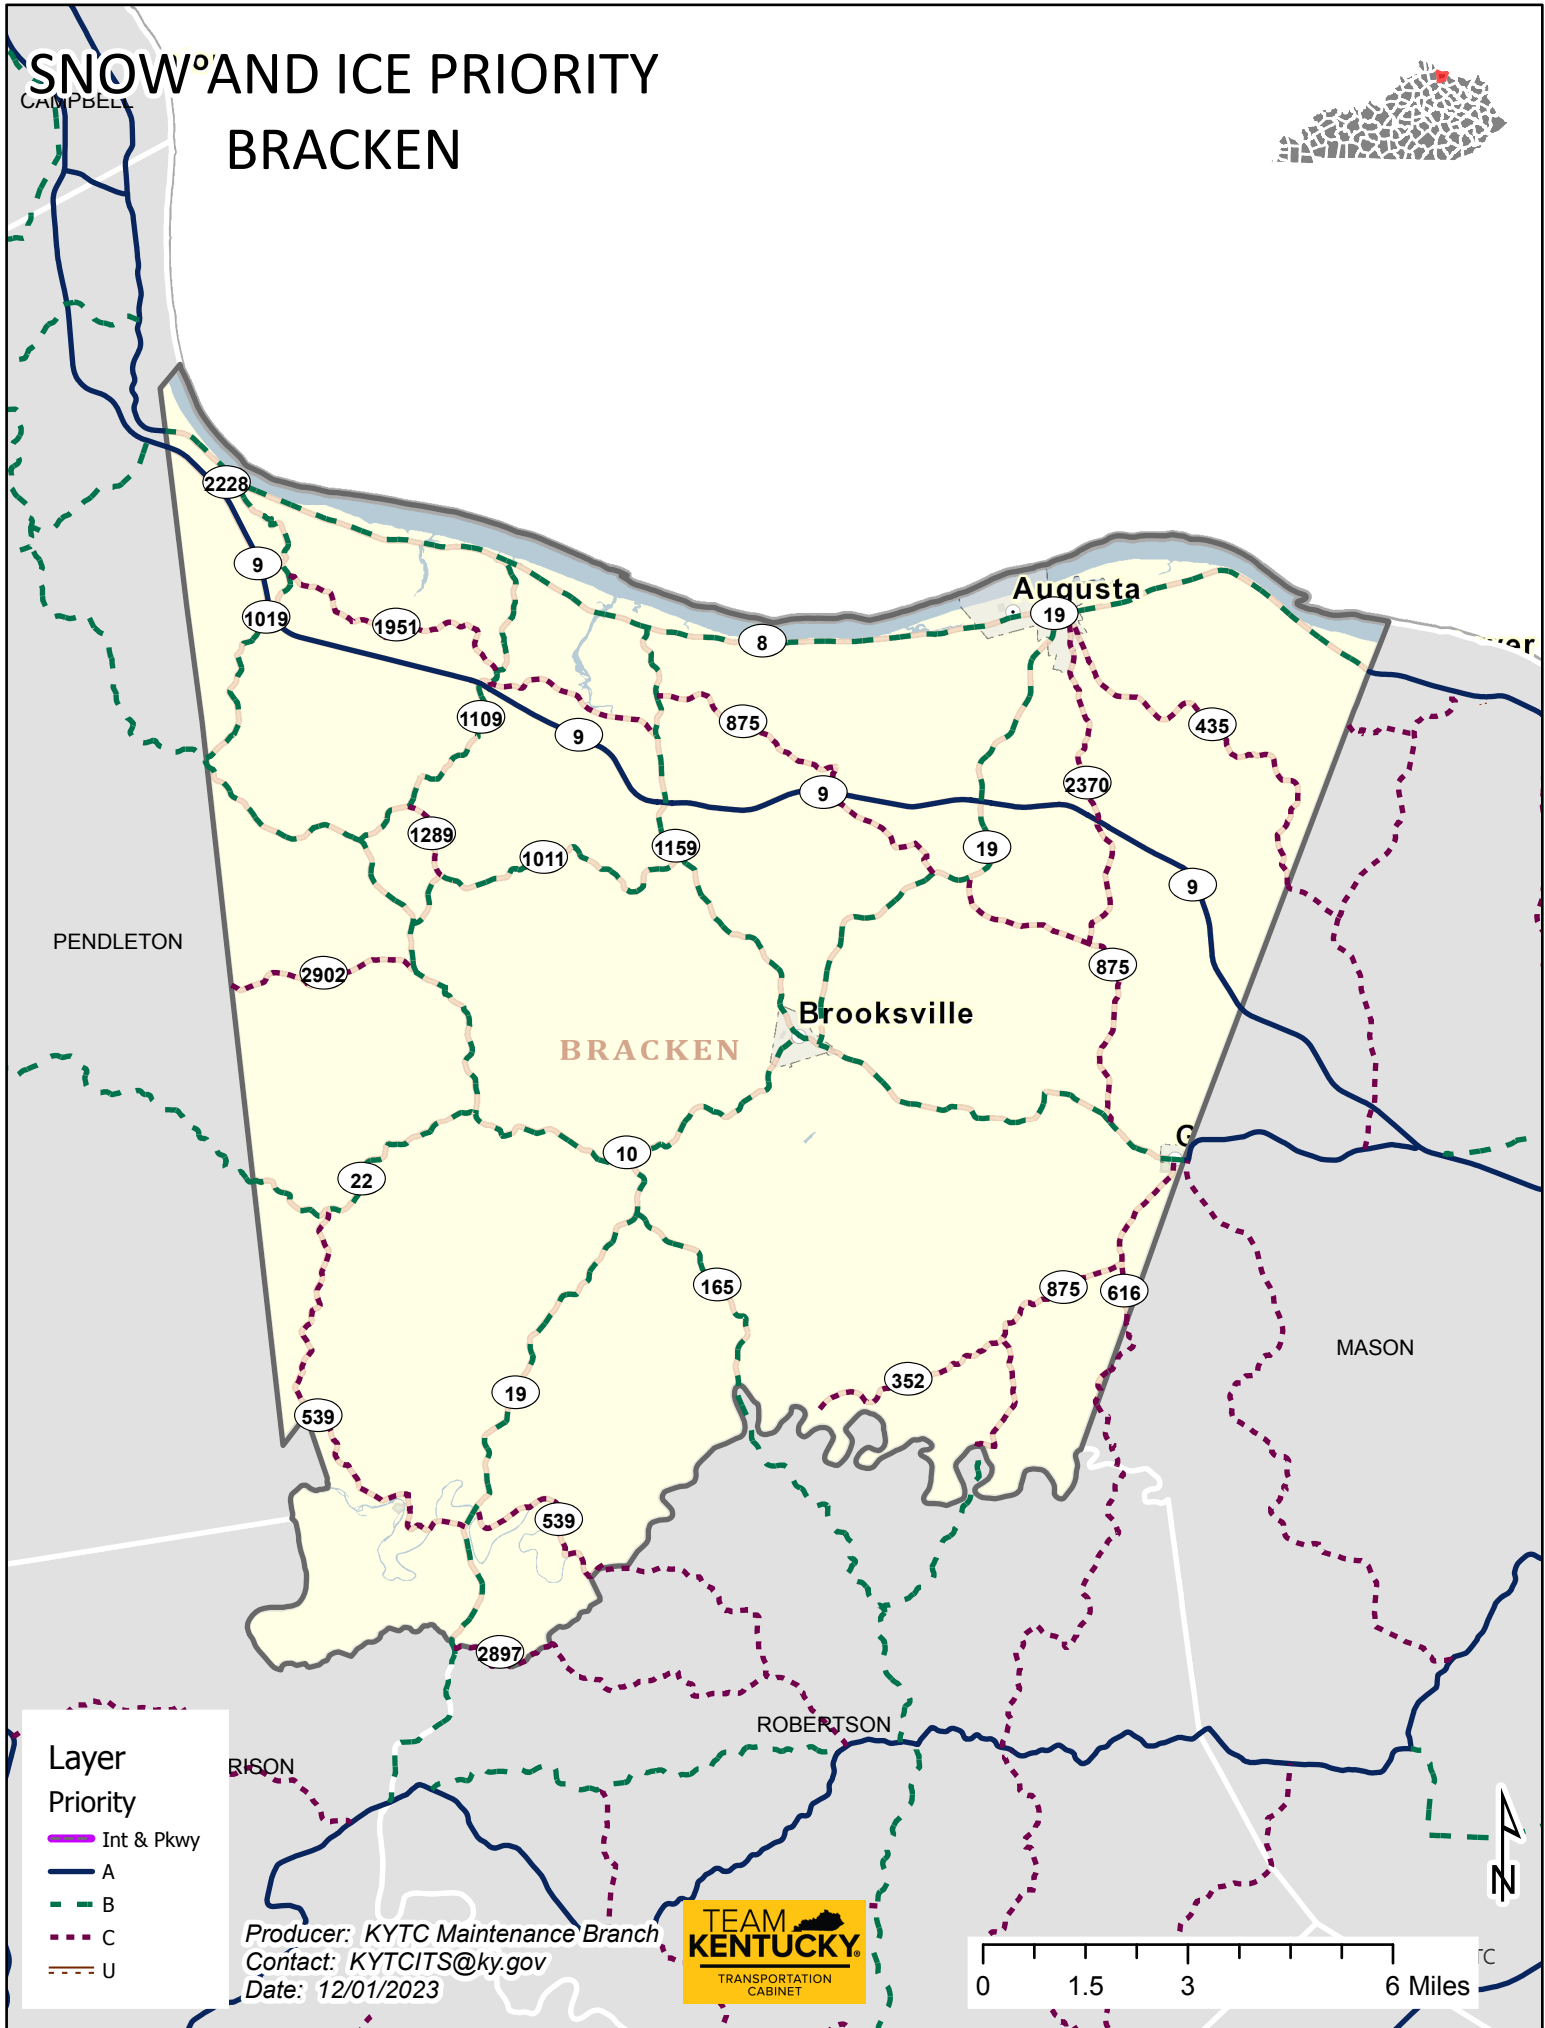 SNOW AND ICE PRIORITY
BRACKEN
CAMPBELL
2228
9
1019
1951
Augusta
19
8
ver
1109
9
875
435
2370
9
1289
1011
1159
19
9
PENDLETON
2902
875
Brooksville
BRACKEN
G
10
22
165
875
616
MASON
352
19
539
539
2897
ROBERTSON
RISON
Layer
Priority
Int & Pkwy
A
B
C
U
Producer: KYTC Maintenance Branch
Contact: KYTCITS@ky.gov
Date: 12/01/2023
TEAM
KENTUCKY®
TRANSPORTATION
CABINET
N
TC
0 1.5 3 6 Miles